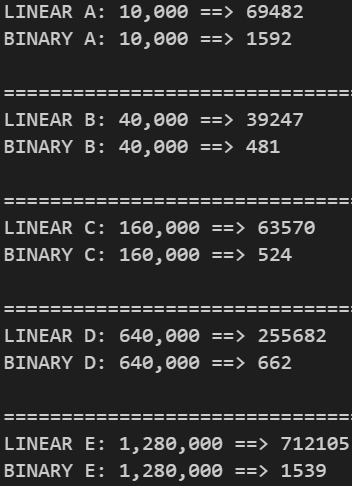 LINEAR A: 10,000 ==> 69482
BINARY A: 10,000 ==> 1592
==============================
LINEAR B: 40,000 ==> 39247
BINARY B: 40,000 ==> 481
==============================
LINEAR C: 160,000 ==> 63570
BINARY C: 160,000 ==> 524
==============================
LINEAR D: 640,000 ==> 255682
BINARY D: 640,000 ==> 662
==============================
LINEAR E: 1,280,000 ==> 712105
BINARY E: 1,280,000 ==> 1539